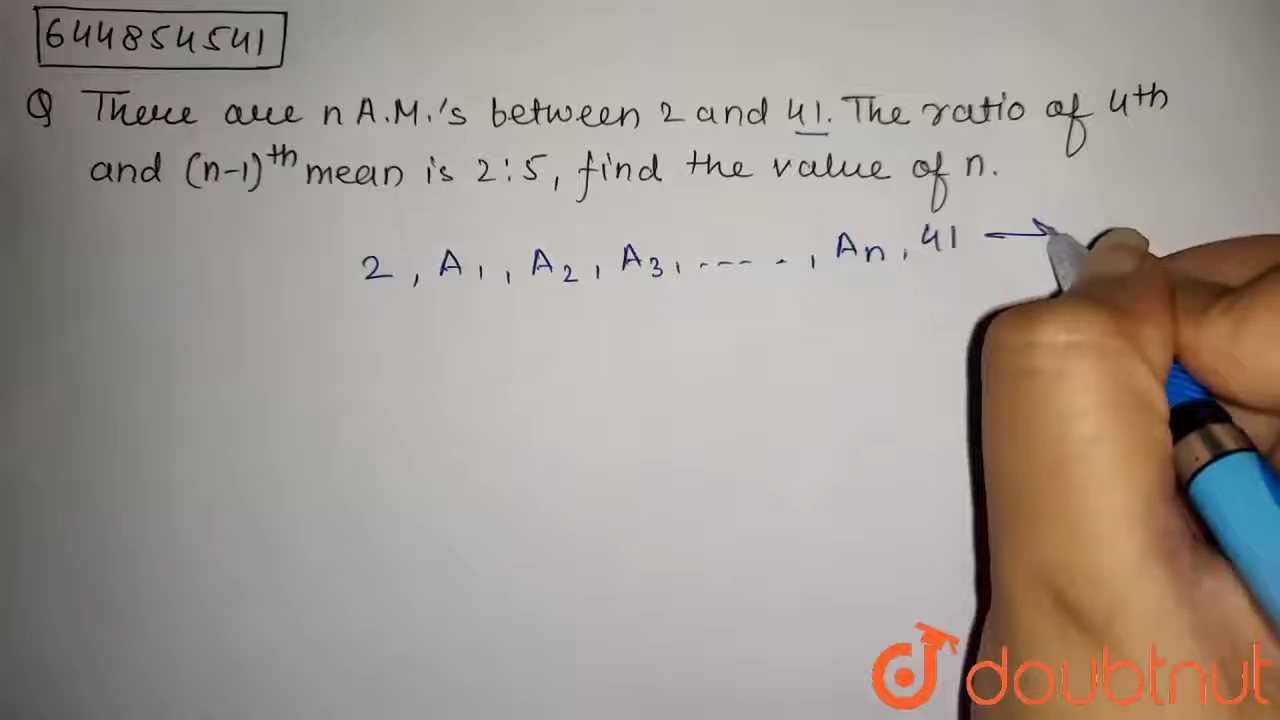 644854541
Q There are n A.M.'s between 2 and 41. The ratio of 4th
and (n-1)th mean is 2:5, find the value of n.
2, A1, A2, A3, ....., An, 41 →
doubtnut